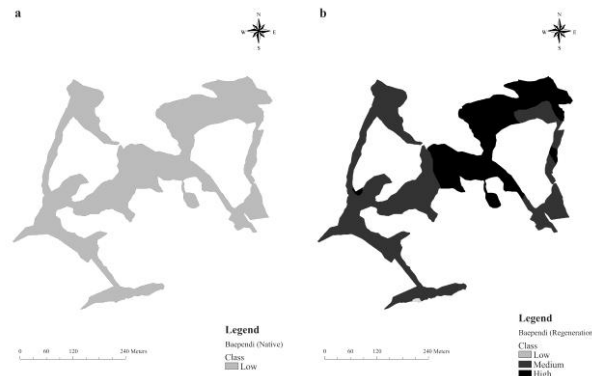 a
N
W E
S
Legend
Baependi (Native)
Class
Low
0 60 120 240 Meters
b
N
W E
S
Legend
Baependi (Regeneration
Class
Low
Medium
High
0 60 120 240 Meters